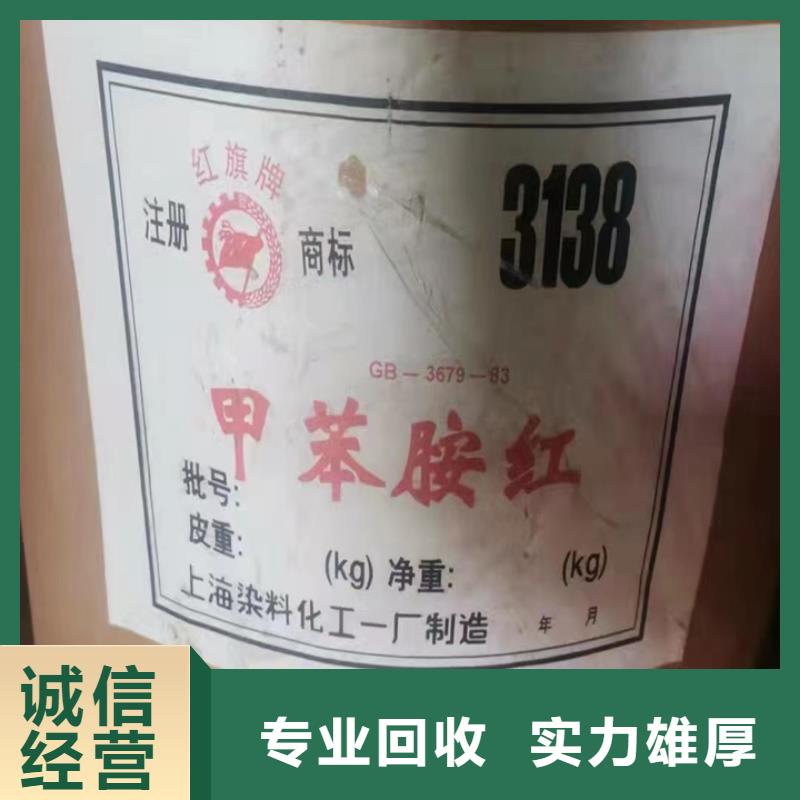 红旗牌
注册 商标
3138
GB-3679-83
甲苯胺红
批号:
皮重: (kg) 净重: (kg)
上海染料化工一厂制造 年 月
诚信
经营
专业回收 实力雄厚